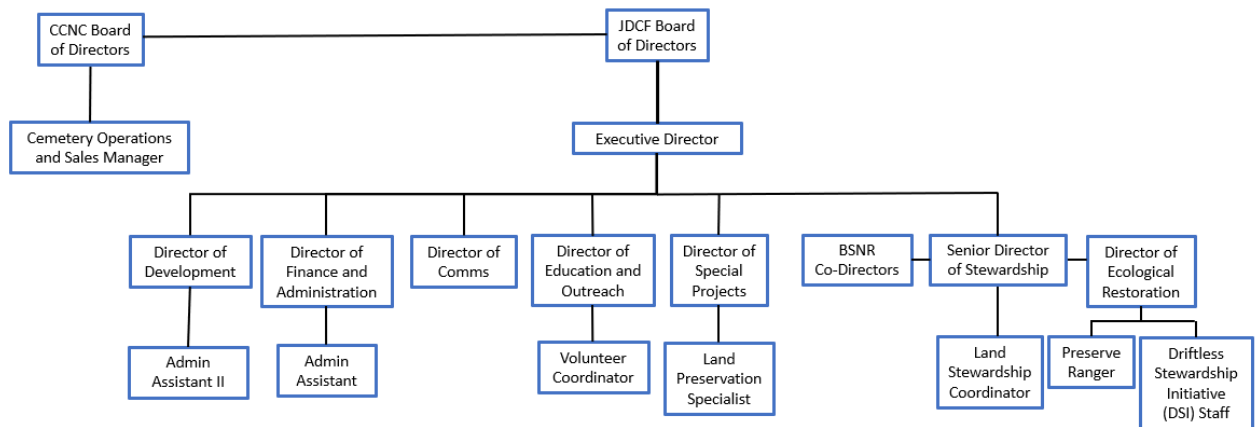 CCNC Board
of Directors
JDCF Board
of Directors
Cemetery Operations
and Sales Manager
Executive Director
Director of
Development
Director of
Finance and
Administration
Director of
Comms
Director of
Education and
Outreach
Director of
Special
Projects
BSNR
Co-Directors
Senior Director
of Stewardship
Director of
Ecological
Restoration
Admin
Assistant II
Admin
Assistant
Volunteer
Coordinator
Land
Preservation
Specialist
Land
Stewardship
Coordinator
Preserve
Ranger
Driftless
Stewardship
Initiative
(DSI) Staff